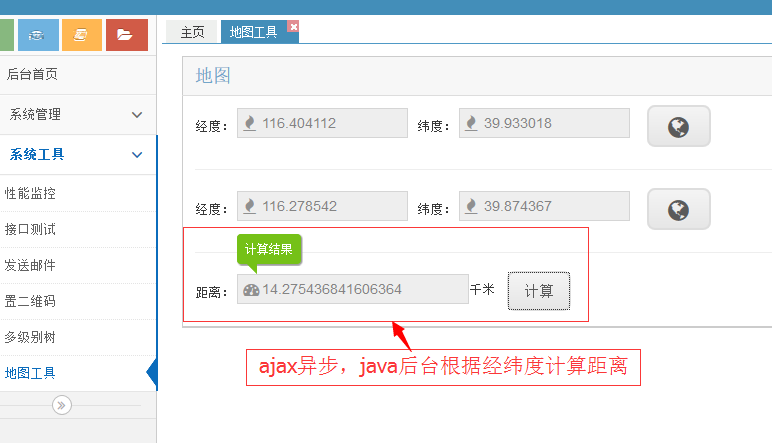 主页 地图工具
后台首页
系统管理
系统工具
性能监控
接口测试
发送邮件
置二维码
多级别树
地图工具
地图
经度： 116.404112 纬度： 39.933018
经度： 116.278542 纬度： 39.874367
计算结果
距离： 14.275436841606364 千米 计算
ajax异步，java后台根据经纬度计算距离